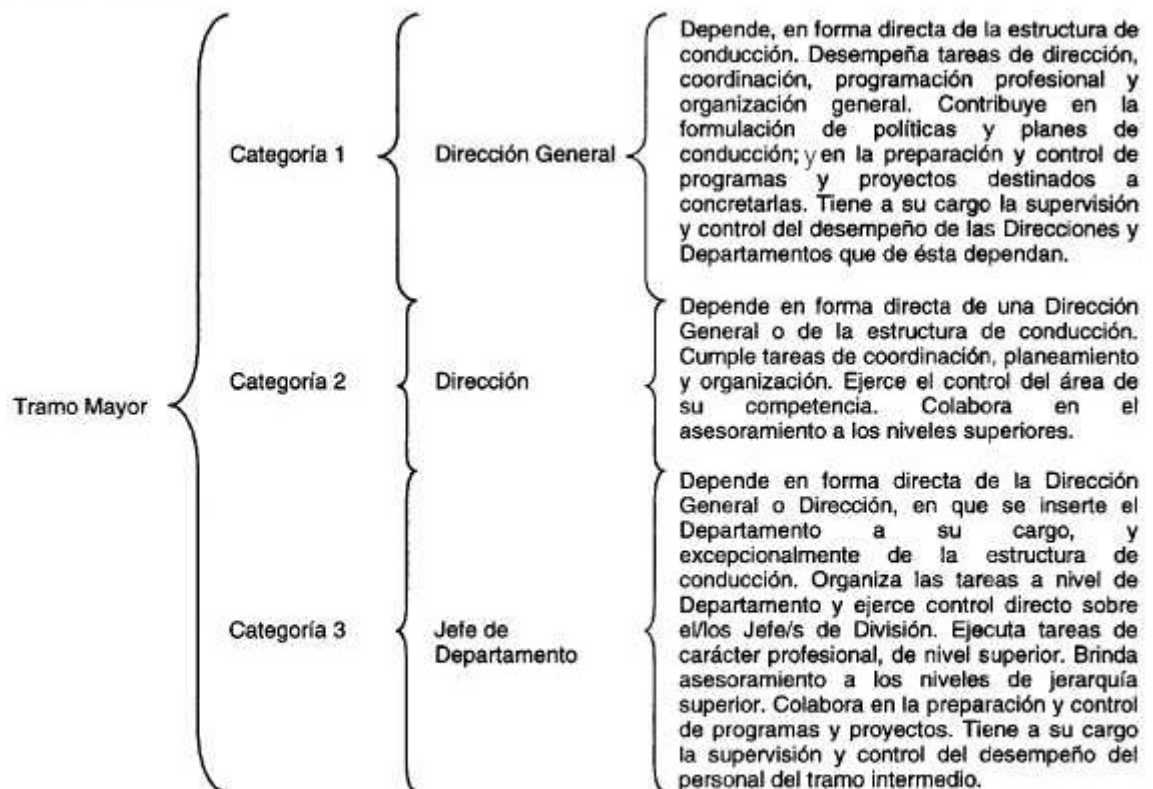 Tramo Mayor
Categoría 1
Dirección General
Depende, en forma directa de la estructura de
conducción. Desempeña tareas de dirección,
coordinación, programación profesional y
organización general. Contribuye en la
formulación de políticas y planes de
conducción; y en la preparación y control de
programas y proyectos destinados a
concretarlas. Tiene a su cargo la supervisión
y control del desempeño de las Direcciones y
Departamentos que de ésta dependan.
Categoría 2
Dirección
Depende en forma directa de una Dirección
General o de la estructura de conducción.
Cumple tareas de coordinación, planeamiento
y organización. Ejerce el control del área de
su competencia. Colabora en el
asesoramiento a los niveles superiores.
Categoría 3
Jefe de
Departamento
Depende en forma directa de la Dirección
General o Dirección, en que se inserte el
Departamento a su cargo, y
excepcionalmente de la estructura de
conducción. Organiza las tareas a nivel de
Departamento y ejerce control directo sobre
el/los Jefe/s de División. Ejecuta tareas de
carácter profesional, de nivel superior. Brinda
asesoramiento a los niveles de jerarquía
superior. Colabora en la preparación y control
de programas y proyectos. Tiene a su cargo
la supervisión y control del desempeño del
personal del tramo intermedio.